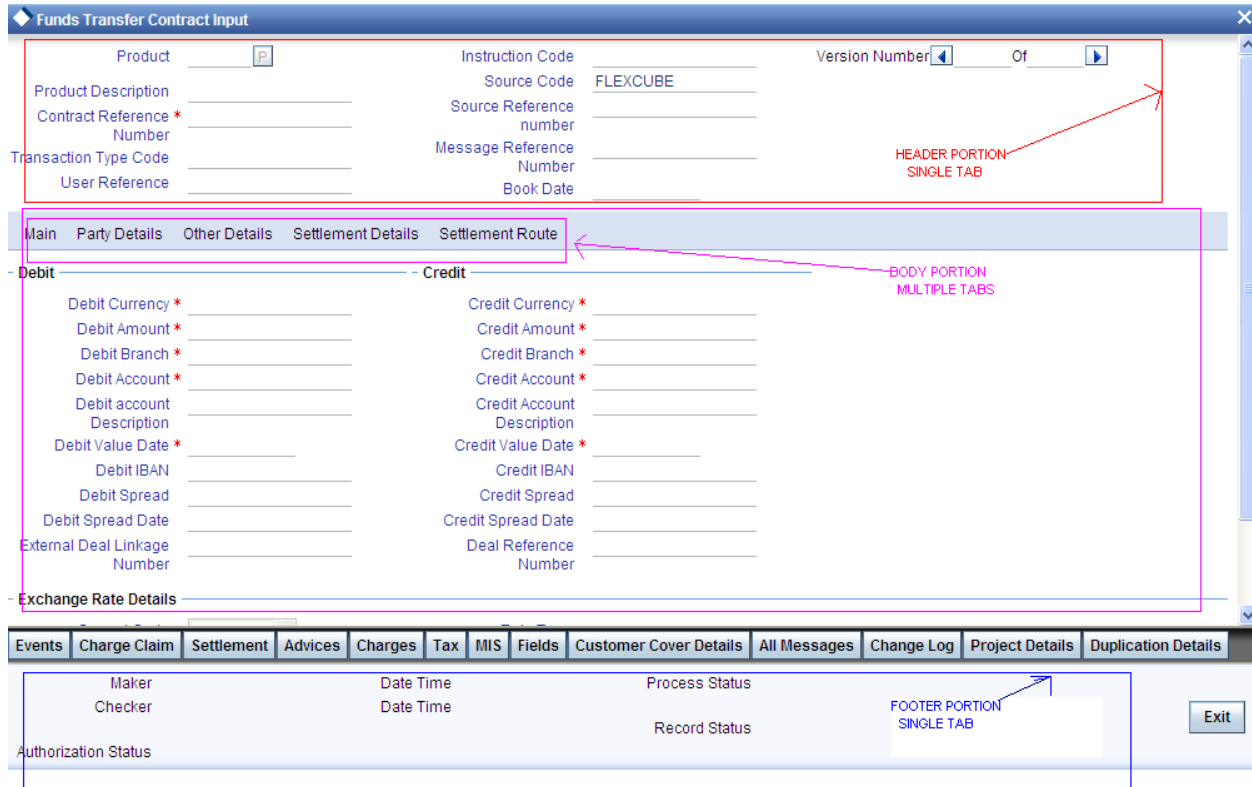 Funds Transfer Contract Input
Product P
Product Description
Contract Reference *
Number
Transaction Type Code
User Reference
Instruction Code
Source Code FLEXCUBE
Source Reference
number
Message Reference
Number
Book Date
Version Number Of
HEADER PORTION
SINGLE TAB
Main Party Details Other Details Settlement Details Settlement Route
BODY PORTION
MULTIPLE TABS
Debit
Debit Currency *
Debit Amount *
Debit Branch *
Debit Account *
Debit account
Description
Debit Value Date *
Debit IBAN
Debit Spread
Debit Spread Date
External Deal Linkage
Number
Credit
Credit Currency *
Credit Amount *
Credit Branch *
Credit Account *
Credit Account
Description
Credit Value Date *
Credit IBAN
Credit Spread
Credit Spread Date
Deal Reference
Number
Exchange Rate Details
Events Charge Claim Settlement Advices Charges Tax MIS Fields Customer Cover Details All Messages Change Log Project Details Duplication Details
Maker Date Time Process Status
Checker Date Time
Record Status
Authorization Status
FOOTER PORTION
SINGLE TAB
Exit